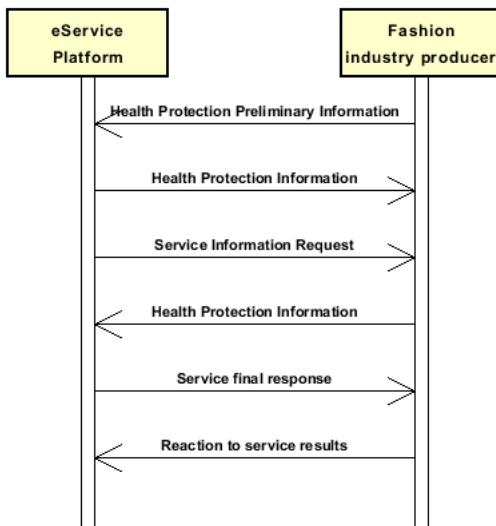 eService
Platform
Fashion
industry producer
Health Protection Preliminary Information
Health Protection Information
Service Information Request
Health Protection Information
Service final response
Reaction to service results